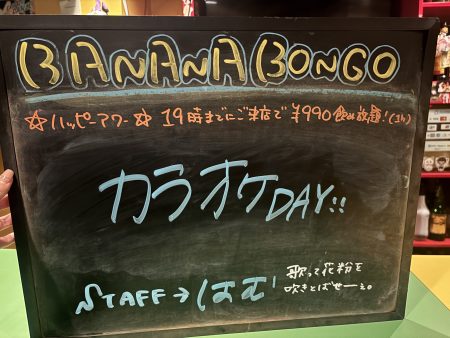 BANANA BONGO
☆ハッピーアワー☆ 19時までにご来店で¥990飲み放題!(1h)
カラオケDAY!!
STAFF→はむ
歌って花粉を
吹きとばせーぇ。